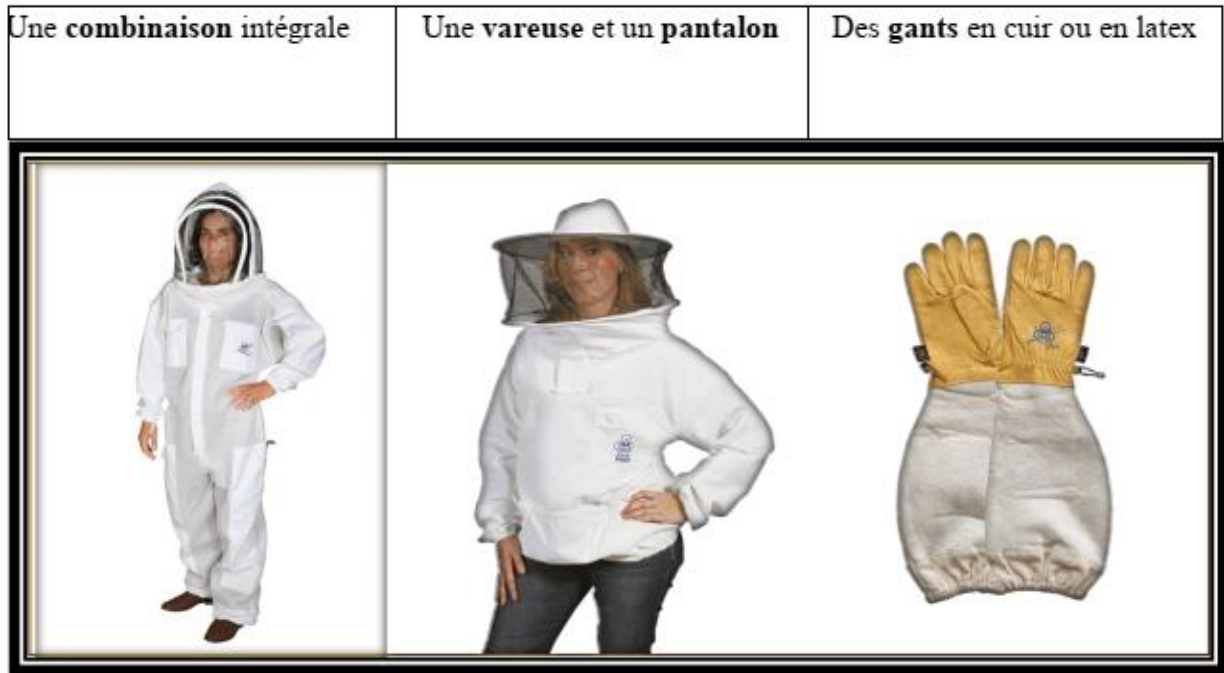 Une combinaison intégrale
Une vareuse et un pantalon
Des gants en cuir ou en latex